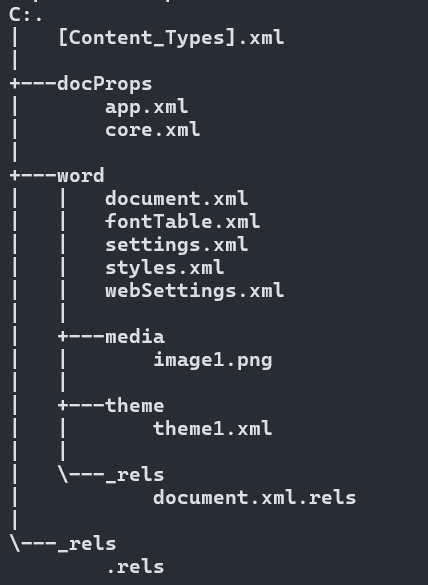 C:.
|   [Content_Types].xml
|
+---docProps
|       app.xml
|       core.xml
|
+---word
|   |   document.xml
|   |   fontTable.xml
|   |   settings.xml
|   |   styles.xml
|   |   webSettings.xml
|   |
|   +---media
|   |       image1.png
|   |
|   +---theme
|   |       theme1.xml
|   |
|   \---_rels
|           document.xml.rels
|
\---_rels
        .rels